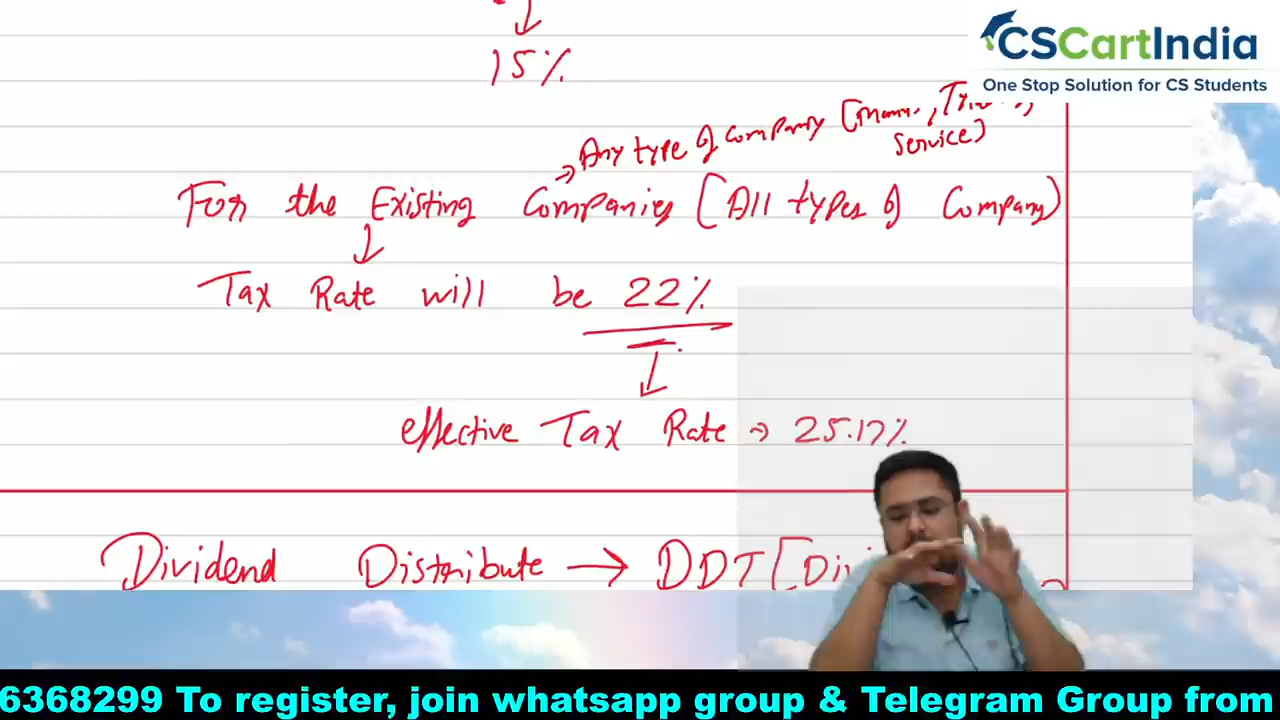 CSCartIndia
One Stop Solution for CS Students
15%
Any type of Company
Service)
For the Existing Companies (All types of Company)
Tax Rate will be 22%
effective Tax Rate → 25.17%
Dividend Distribute → DDT [Divi
6368299 To register, join whatsapp group & Telegram Group from